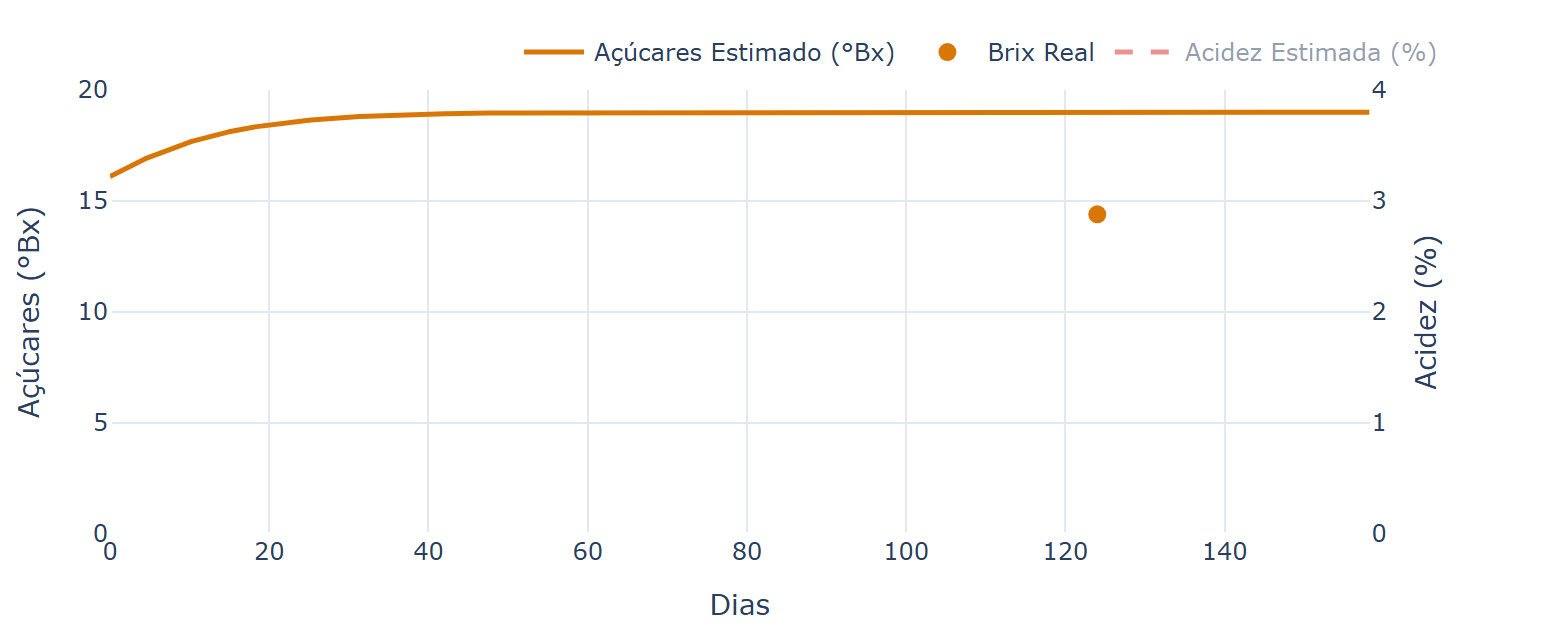 Açúcares Estimado (°Bx) Brix Real Acidez Estimada (%)
20 4
15 3
10 2
5 1
0 0
0 20 40 60 80 100 120 140
Açúcares (°Bx)
Acidez (%)
Dias